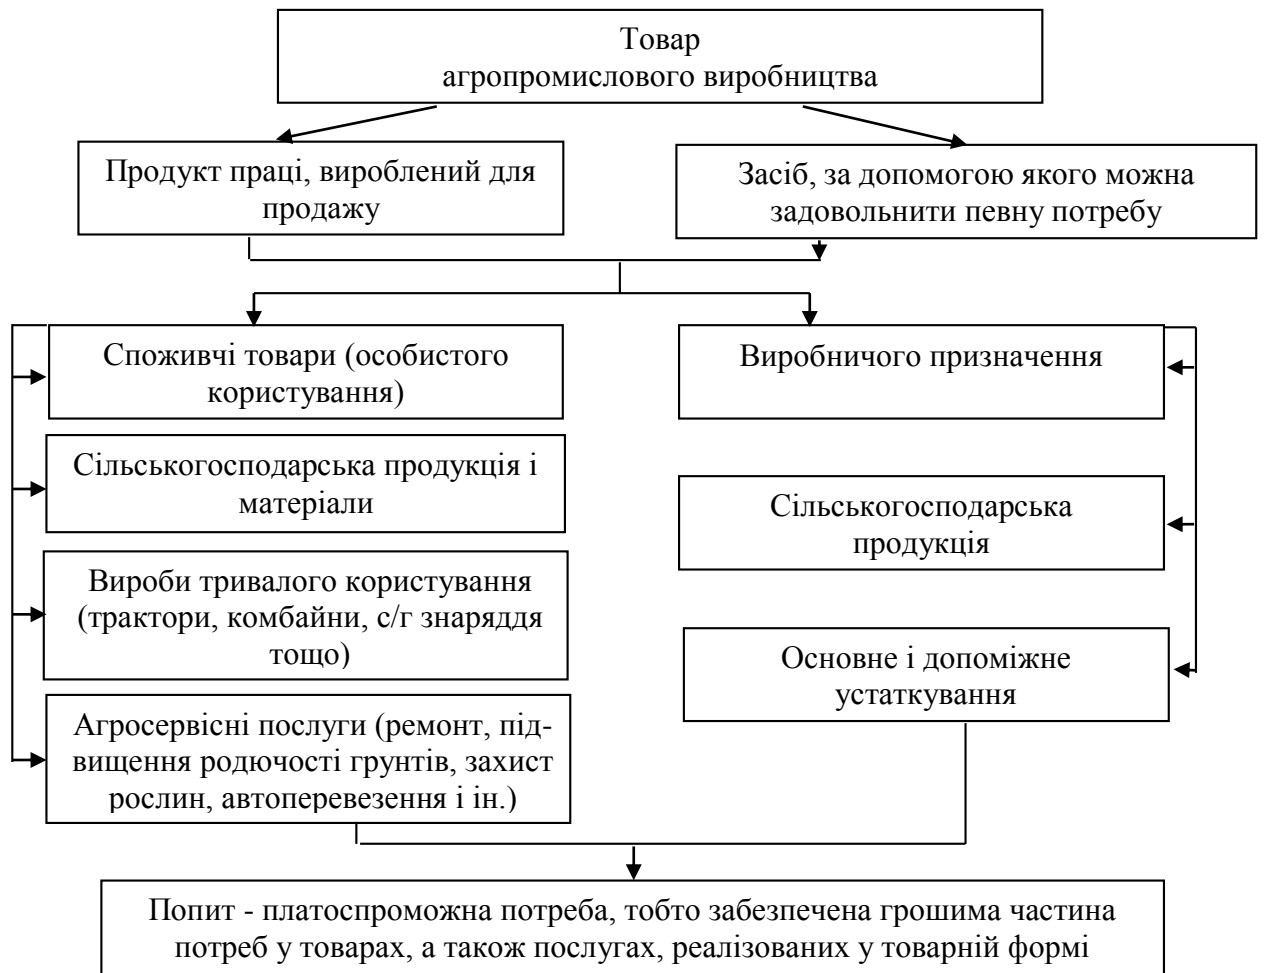 Товар
агропромислового виробництва
Продукт праці, вироблений для
продажу
Засіб, за допомогою якого можна
задовольнити певну потребу
Споживчі товари (особистого
користування)
Виробничого призначення
Сільськогосподарська продукція і
матеріали
Сільськогосподарська
продукція
Вироби тривалого користування
(трактори, комбайни, с/г знаряддя
тощо)
Основне і допоміжне
устаткування
Агросервісні послуги (ремонт, під-
вищення родючості грунтів, захист
рослин, автоперевезення і ін.)
Попит - платоспроможна потреба, тобто забезпечена грошима частина
потреб у товарах, а також послугах, реалізованих у товарній формі